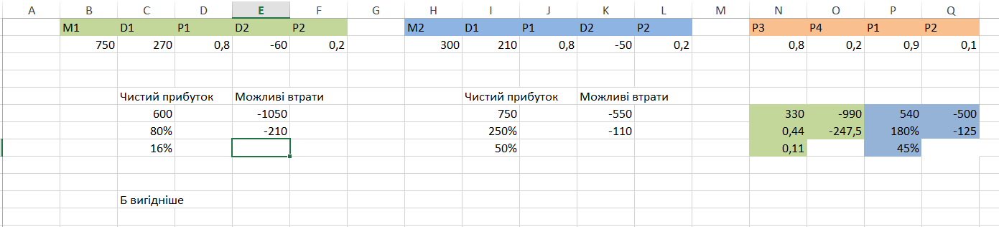 A B C D E F G H I J K L M N O P Q
M1 D1 P1 D2 P2 M2 D1 P1 D2 P2 P3 P4 P1 P2
750 270 0,8 -60 0,2 300 210 0,8 -50 0,2 0,8 0,2 0,9 0,1
Чистий прибуток Можливі втрати Чистий прибуток Можливі втрати
600 -1050 750 -550 330 -990 540 -500
80% -210 250% -110 0,44 -247,5 180% -125
16% 50% 0,11 45%
Б вигідніше